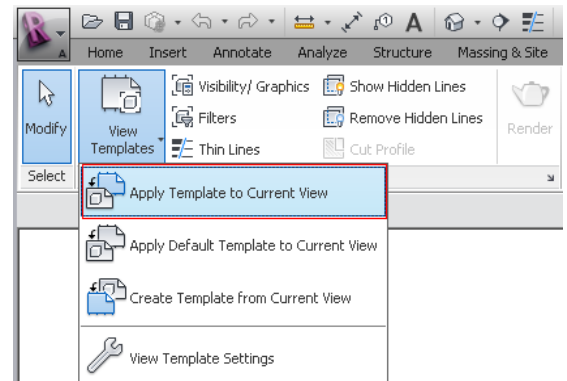 A
A
Home Insert Annotate Analyze Structure Massing & Site
Modify
View
Templates
Visibility/ Graphics
Filters
Thin Lines
Show Hidden Lines
Remove Hidden Lines
Cut Profile
Render
Select
Apply Template to Current View
Apply Default Template to Current View
Create Template from Current View
View Template Settings